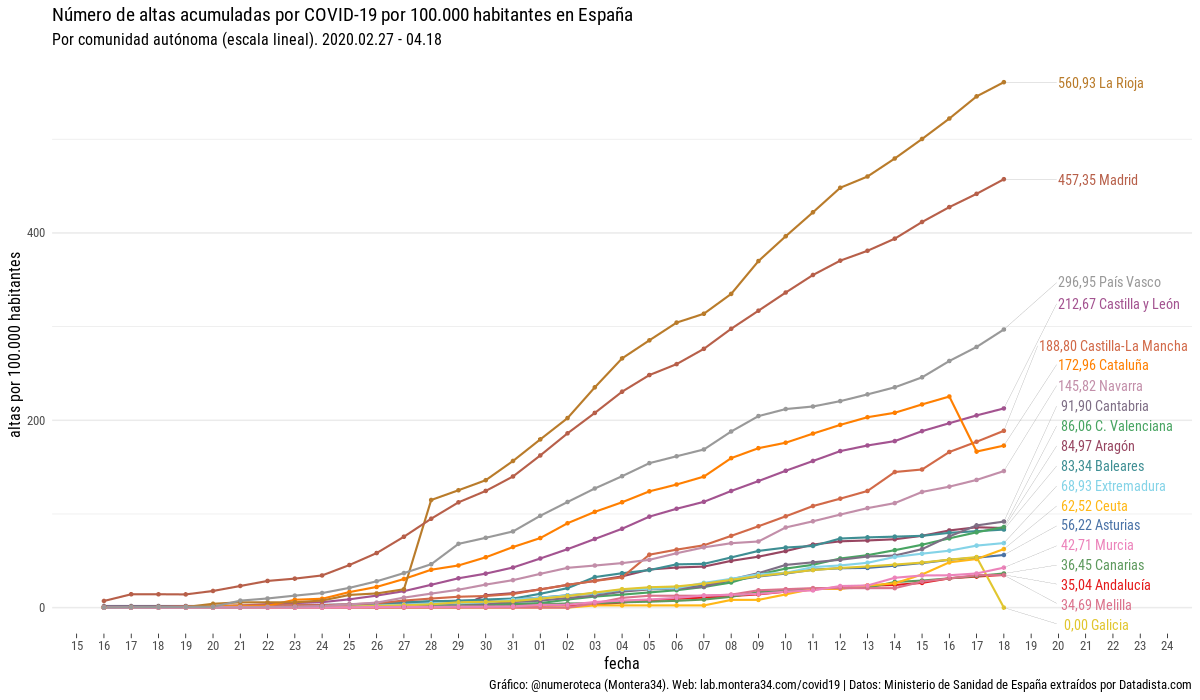 Número de altas acumuladas por COVID-19 por 100.000 habitantes en España
Por comunidad autónoma (escala lineal). 2020.02.27 - 04.18
altas por 100.000 habitantes
400
200
0
560,93 La Rioja
457,35 Madrid
296,95 País Vasco
212,67 Castilla y León
188,80 Castilla-La Mancha
172,96 Cataluña
145,82 Navarra
91,90 Cantabria
86,06 C. Valenciana
84,97 Aragón
83,34 Baleares
68,93 Extremadura
62,52 Ceuta
56,22 Asturias
42,71 Murcia
36,45 Canarias
35,04 Andalucía
34,69 Melilla
0,00 Galicia
15 16 17 18 19 20 21 22 23 24 25 26 27 28 29 30 31 01 02 03 04 05 06 07 08 09 10 11 12 13 14 15 16 17 18 19 20 21 22 23 24
fecha
Gráfico: @numeroteca (Montera34). Web: lab.montera34.com/covid19 | Datos: Ministerio de Sanidad de España extraídos por Datadista.com